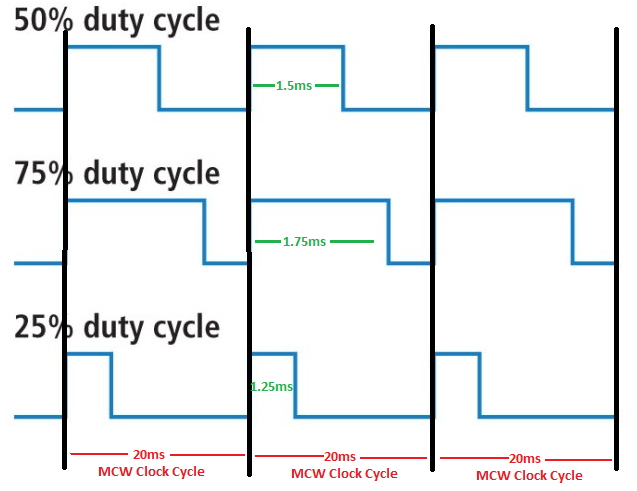 50% duty cycle
1.5ms
75% duty cycle
1.75ms
25% duty cycle
1.25ms
20ms 20ms 20ms
MCW Clock Cycle MCW Clock Cycle MCW Clock Cycle